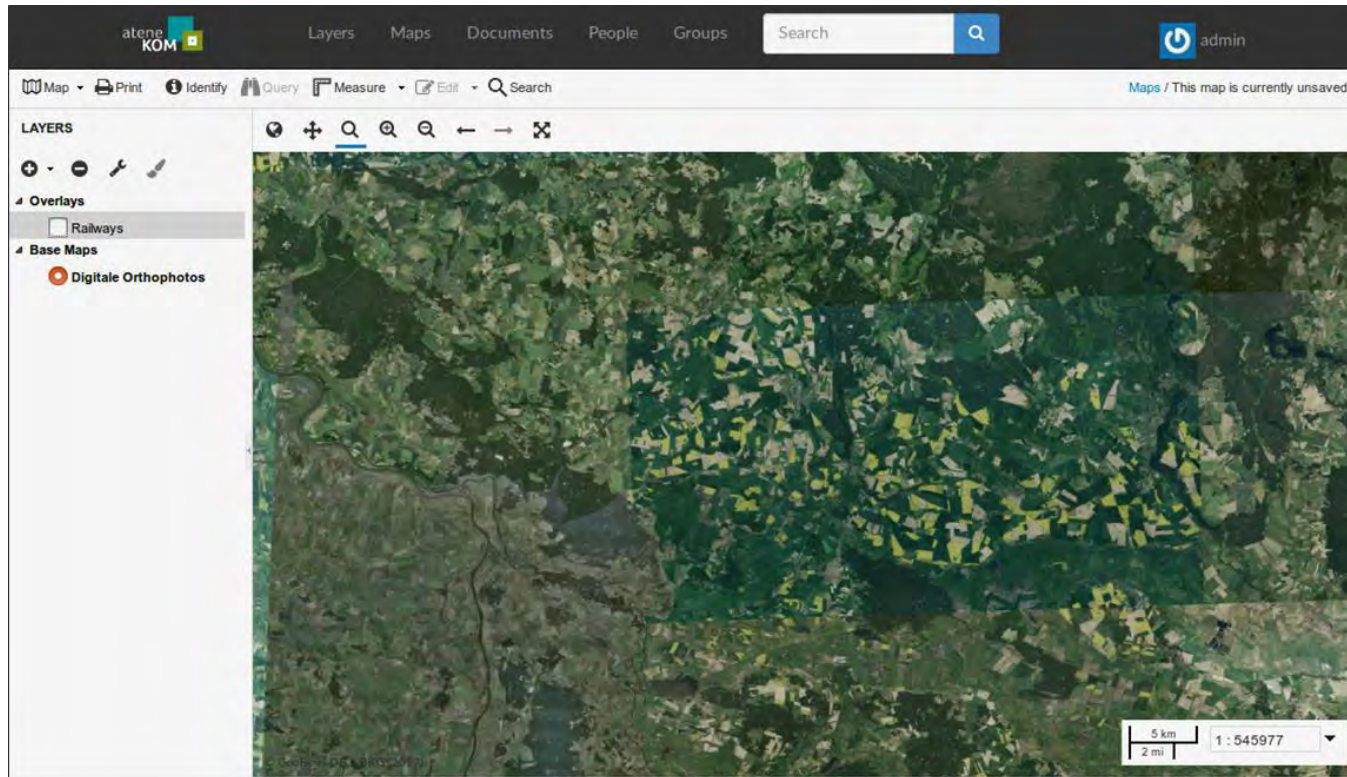 atene
KOM
Layers Maps Documents People Groups Search admin
Map Print Identify Query Measure Edit Search Maps / This map is currently unsaved
LAYERS
Overlays
Railways
Base Maps
Digitale Orthophotos
5 km
2 mi
1 : 545977